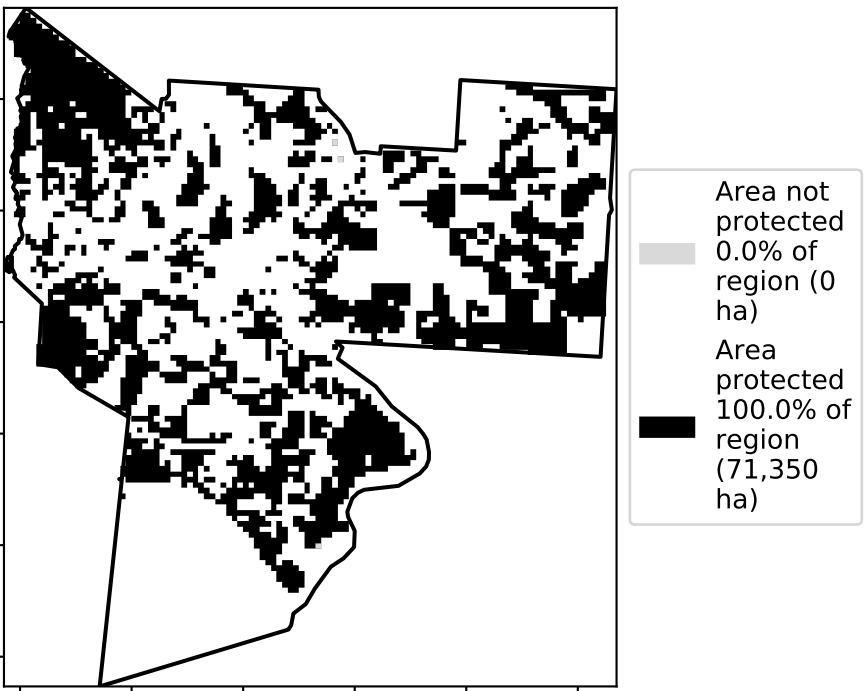 Area not
protected
0.0% of
region (0
ha)
Area
protected
100.0% of
region
(71,350
ha)